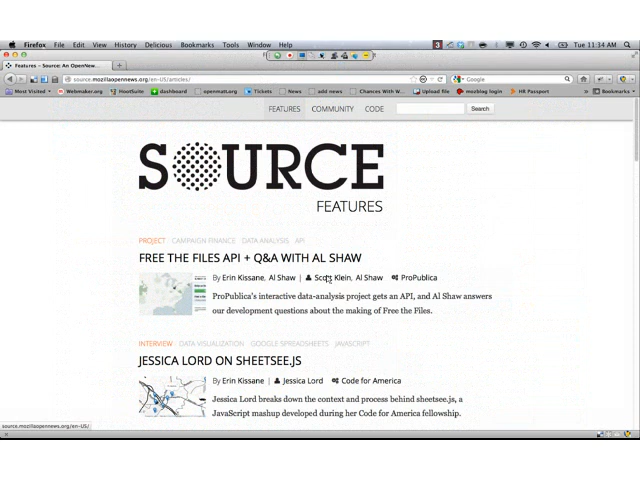 Firefox File Edit View History Delicious Bookmarks Tools Window Help
Tue 11:34 AM
Features – Source: An OpenNew...
source.mozillaopennews.org/en-US/articles/
Google
Most Visited Webmaker.org HootSuite dashboard openmatt.org Tickets News add news Chances With W... Upload file mozblog login HR Passport Bookmarks
FEATURES COMMUNITY CODE Search
SOURCE
FEATURES
PROJECT CAMPAIGN FINANCE DATA ANALYSIS API
FREE THE FILES API + Q&A WITH AL SHAW
By Erin Kissane, Al Shaw | Scott Klein, Al Shaw ProPublica
ProPublica's interactive data-analysis project gets an API, and Al Shaw answers
our development questions about the making of Free the Files.
INTERVIEW DATA VISUALIZATION GOOGLE SPREADSHEETS JAVASCRIPT
JESSICA LORD ON SHEETSEE.JS
By Erin Kissane | Jessica Lord Code for America
Jessica Lord breaks down the context and process behind sheetsee.js, a
JavaScript mashup developed during her Code for America fellowship.
source.mozillaopennews.org/en-US/